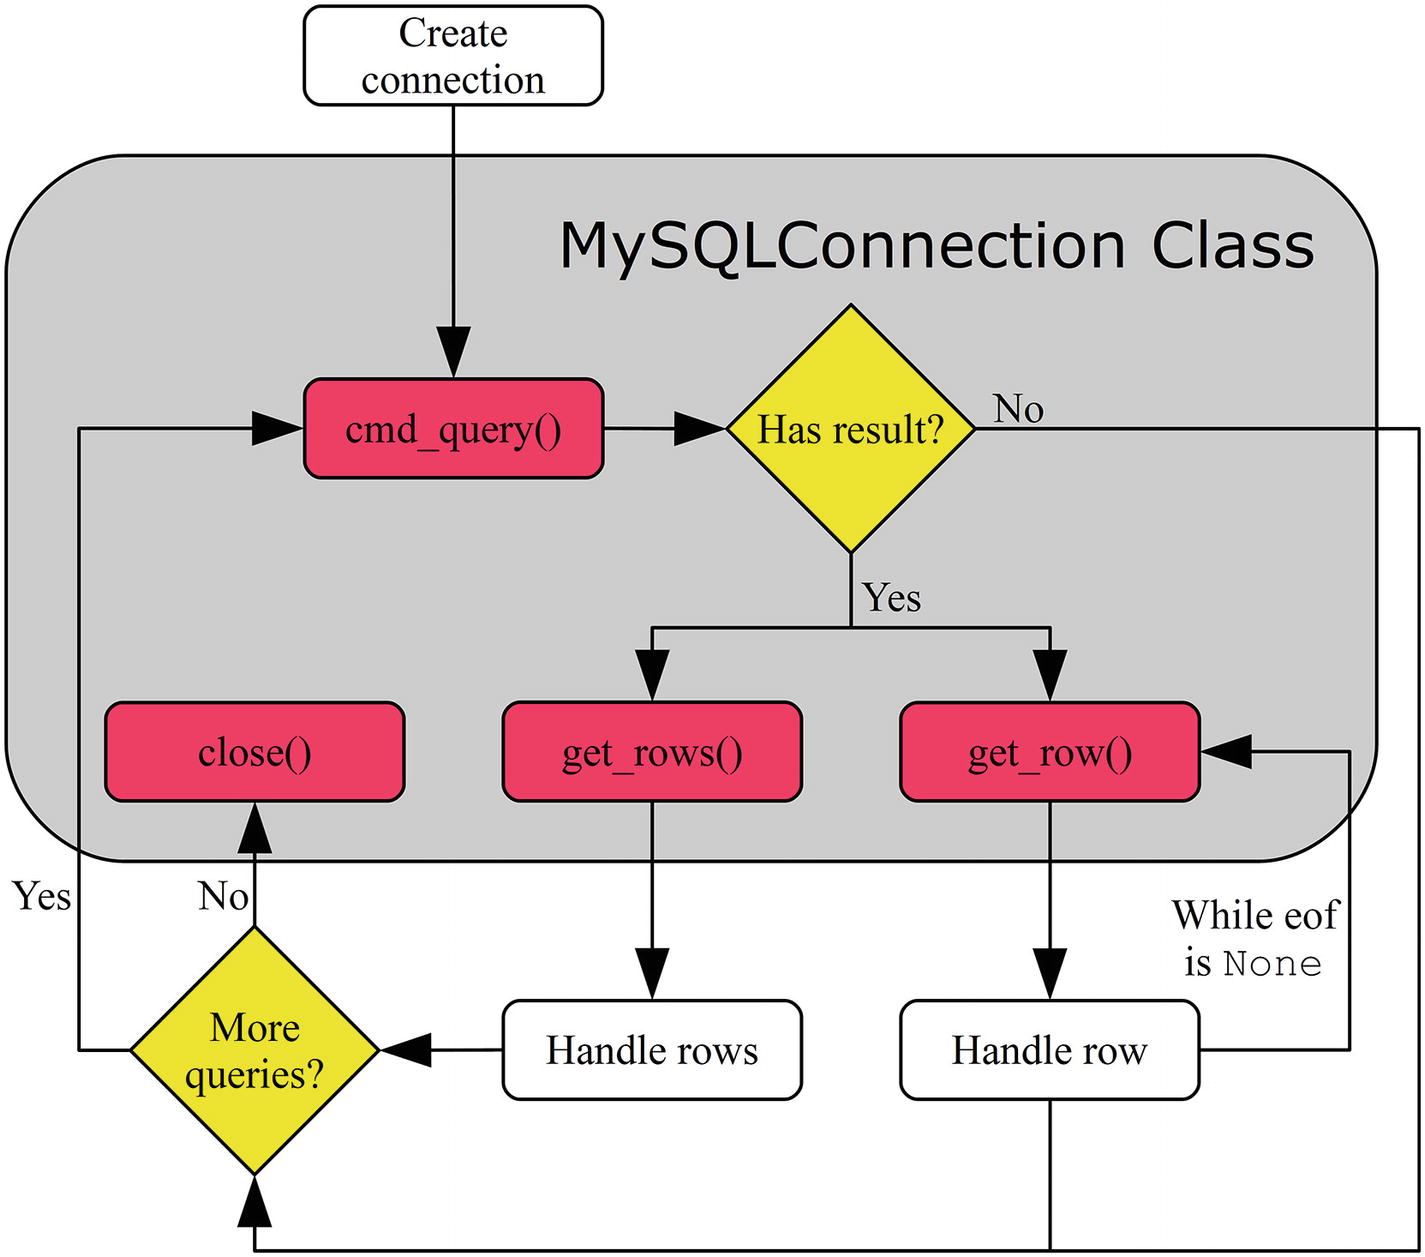 Create
connection
MySQLConnection Class
cmd_query()
Has result?
No
Yes
close()
get_rows()
get_row()
Yes
No
While eof
is None
More
queries?
Handle rows
Handle row